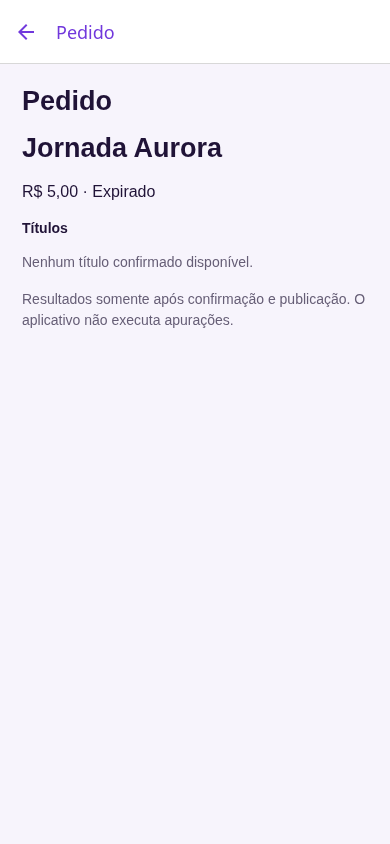 Pedido
Pedido
Jornada Aurora
R$ 5,00 · Expirado
Títulos
Nenhum título confirmado disponível.
Resultados somente após confirmação e publicação. O
aplicativo não executa apurações.